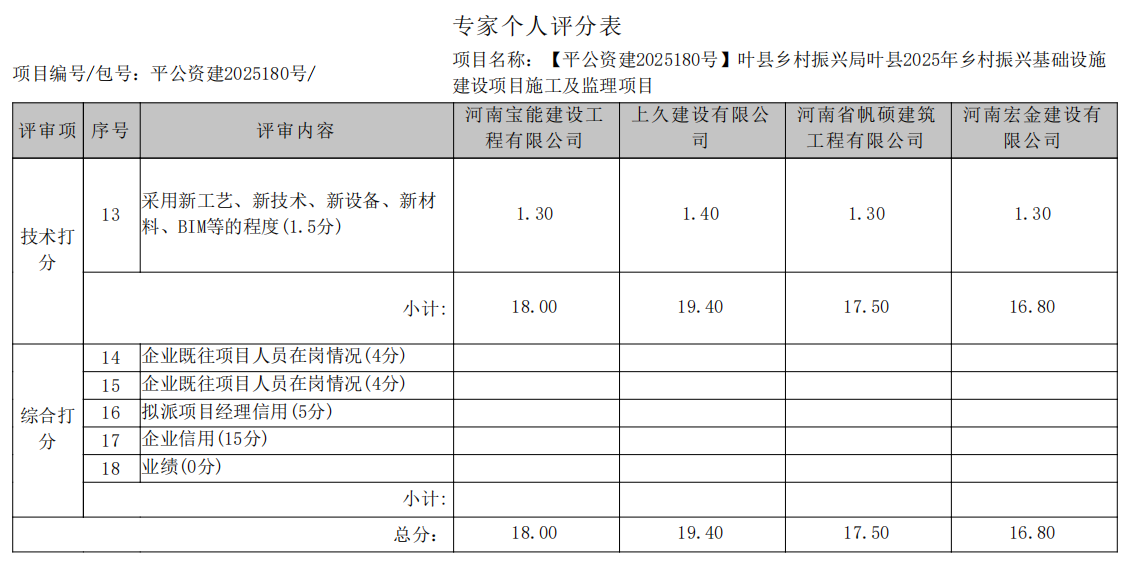 专家个人评分表
项目编号/包号: 平公资建2025180号/
项目名称: 【平公资建2025180号】叶县乡村振兴局叶县2025年乡村振兴基础设施
建设项目施工及监理项目
评审项 序号 评审内容 河南宝能建设工 上久建设有限公 河南省帆硕建筑 河南宏金建设有
程有限公司 司 工程有限公司 限公司
技术打
分
13 采用新工艺、新技术、新设备、新材 1.30 1.40 1.30 1.30
料、BIM等的程度(1.5分)
小计: 18.00 19.40 17.50 16.80
综合打
分
14 企业既往项目人员在岗情况(4分)
15 企业既往项目人员在岗情况(4分)
16 拟派项目经理信用(5分)
17 企业信用(15分)
18 业绩(0分)
小计:
总分: 18.00 19.40 17.50 16.80